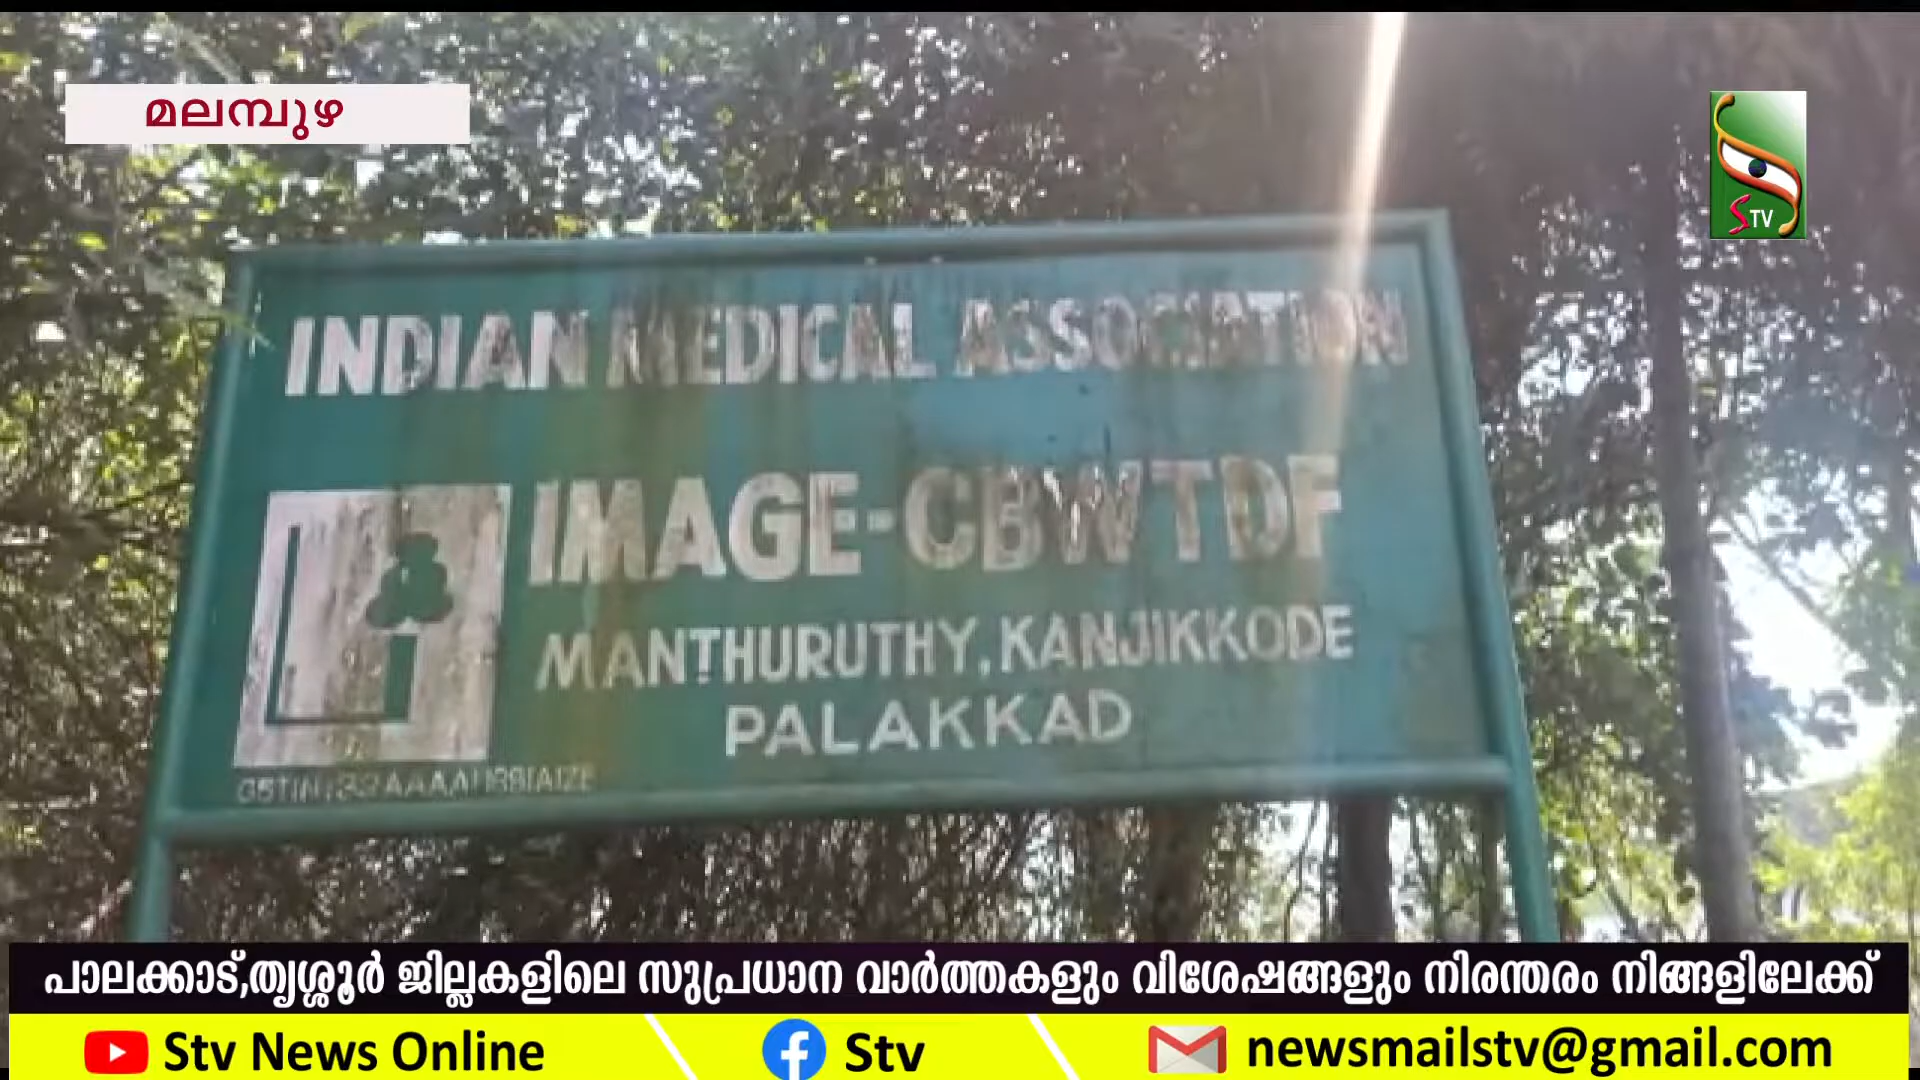 മലമ്പുഴ
STV
INDIAN MEDICAL ASSOCIATION
IMAGE-CBWTDF
MANTHURUTHY, KANJIKKODE
PALAKKAD
പാലക്കാട്,തൃശ്ശൂർ ജില്ലകളിലെ സുപ്രധാന വാർത്തകളും വിശേഷങ്ങളും നിരന്തരം നിങ്ങളിലേക്ക്
Stv News Online
Stv
newsmailstv@gmail.com